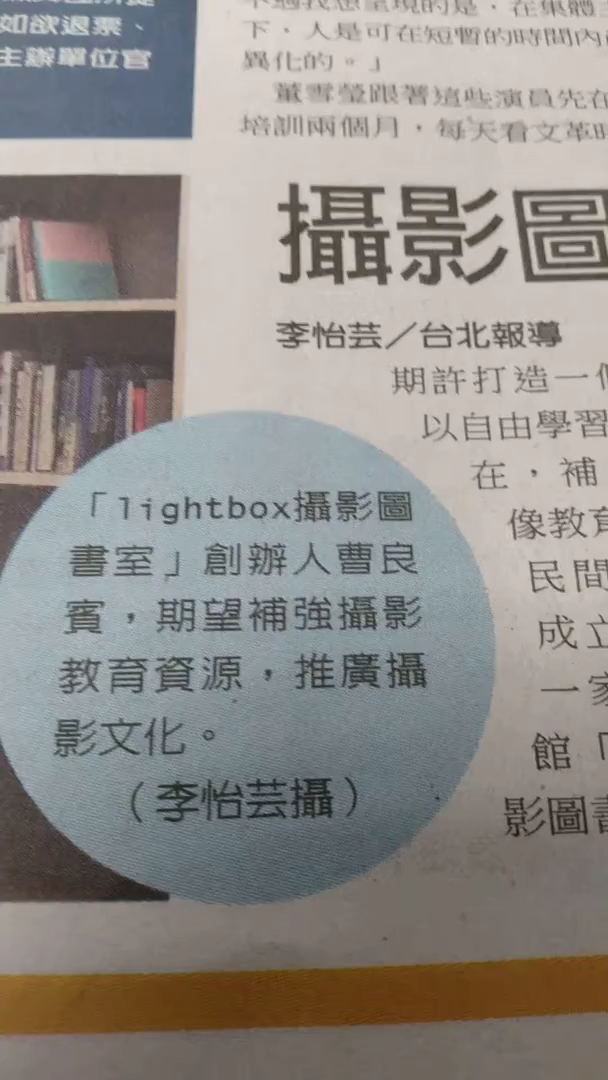 如欲退票、
主辦單位官
下，人是可在短暫的時間內
異化的。」
董雪瑩跟著這些演員先在
培訓兩個月，每天看文革時
攝影圖
李怡芸／台北報導
期許打造一個
以自由學習
在，補
像教育
民間
成立
一家
館「
影圖書
「lightbox攝影圖
書室」創辦人曹良
賓，期望補強攝影
教育資源，推廣攝
影文化。
（李怡芸攝）